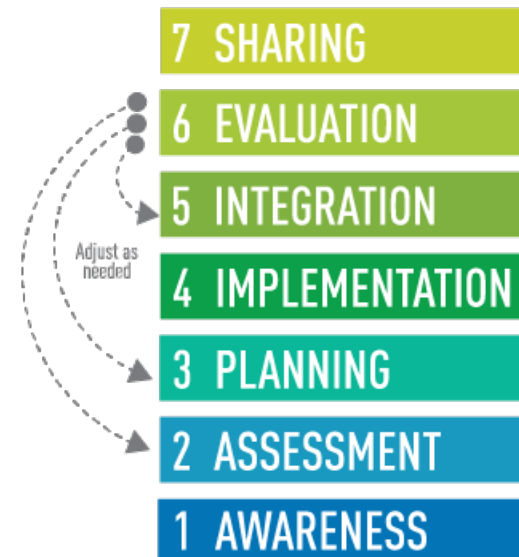 7 SHARING
6 EVALUATION
5 INTEGRATION
Adjust as
needed
4 IMPLEMENTATION
3 PLANNING
2 ASSESSMENT
1 AWARENESS